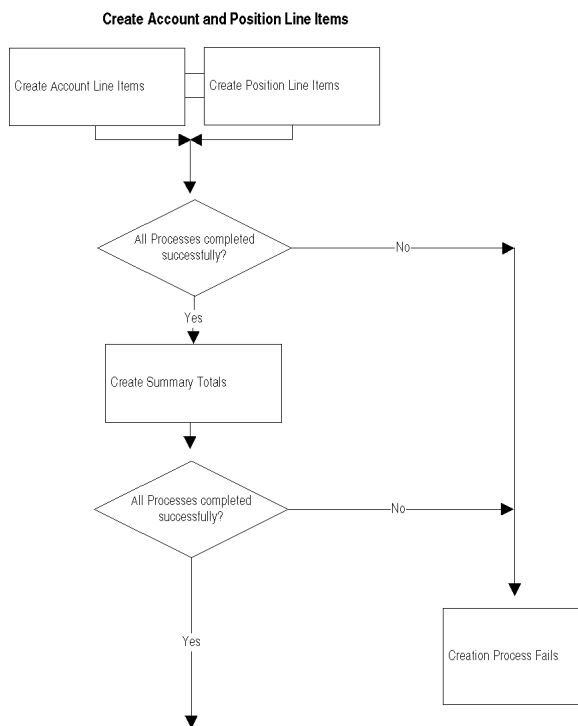 Create Account and Position Line Items
Create Account Line Items
Create Position Line Items
All Processes completed
successfully?
No
Yes
Create Summary Totals
All Processes completed
successfully?
No
Yes
Creation Process Fails